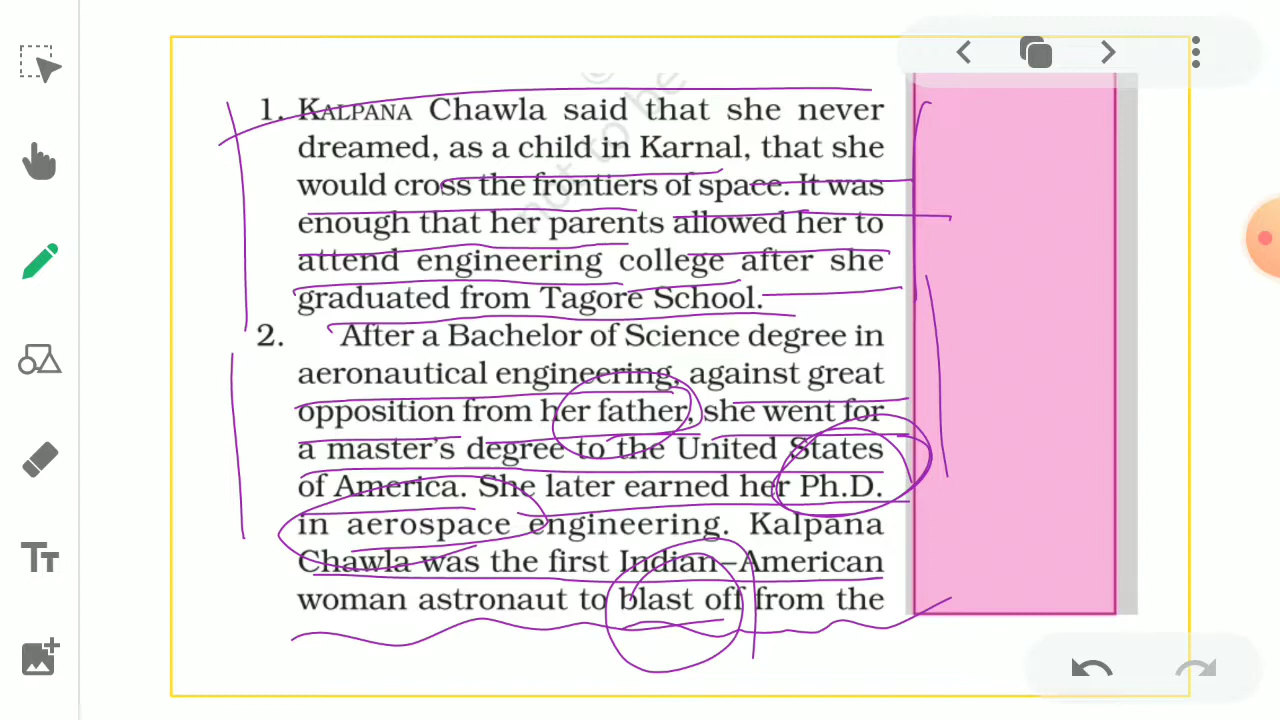 1. KALPANA Chawla said that she never
dreamed, as a child in Karnal, that she
would cross the frontiers of space. It was
enough that her parents allowed her to
attend engineering college after she
graduated from Tagore School.
2. After a Bachelor of Science degree in
aeronautical engineering, against great
opposition from her father, she went for
a master's degree to the United States
of America. She later earned her Ph.D.
in aerospace engineering. Kalpana
Chawla was the first Indian–American
woman astronaut to blast off from the
not to be
TT